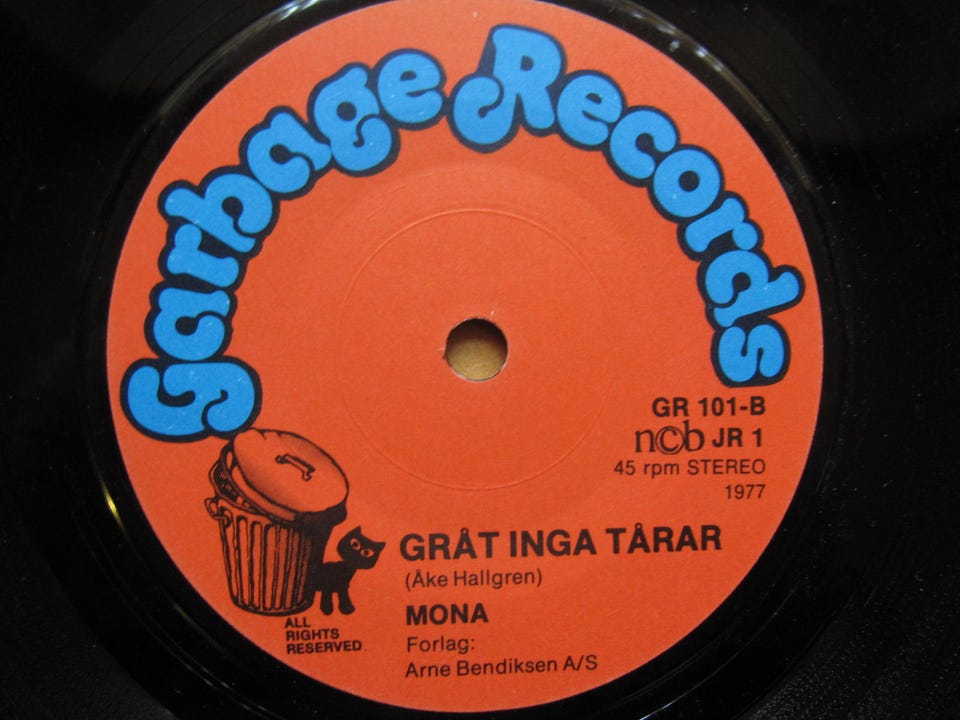 Garbage Records
GR 101-B
n©b JR 1
45 rpm STEREO
1977
GRÅT INGA TÅRAR
(Åke Hallgren)
MONA
Forlag:
Arne Bendiksen A/S
ALL
RIGHTS
RESERVED